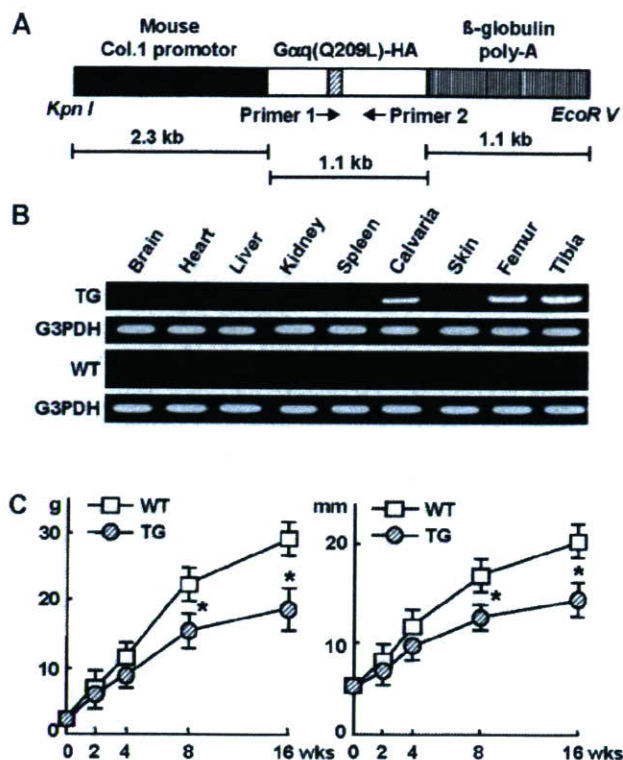 A
Mouse
Col.1 promotor
Gαq(Q209L)-HA
ß-globulin
poly-A
Kpn I
Primer 1
Primer 2
EcoR V
2.3 kb
1.1 kb
1.1 kb
B
Brain
Heart
Liver
Kidney
Spleen
Calvaria
Skin
Femur
Tibia
TG
G3PDH
WT
G3PDH
C
g
WT
TG
30
20
10
0
*
*
0 2 4 8 16 wks
mm
WT
TG
20
10
0
*
*
0 2 4 8 16 wks